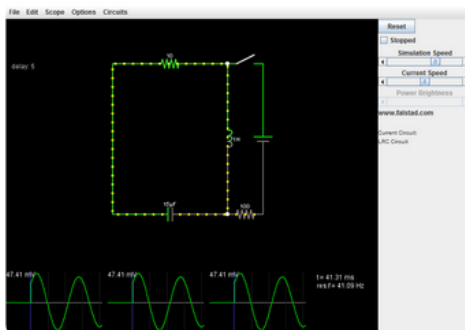 File Edit Scope Options Circuits
Reset
Stopped
Simulation Speed
Current Speed
Power Brightness
www.falstad.com
Current Circuit:
LRC Circuit
delay: 5
10
1H
15μF
100
47.41 mV
47.41 mV
47.41 mV
t = 41.31 ms
res.f = 41.09 Hz